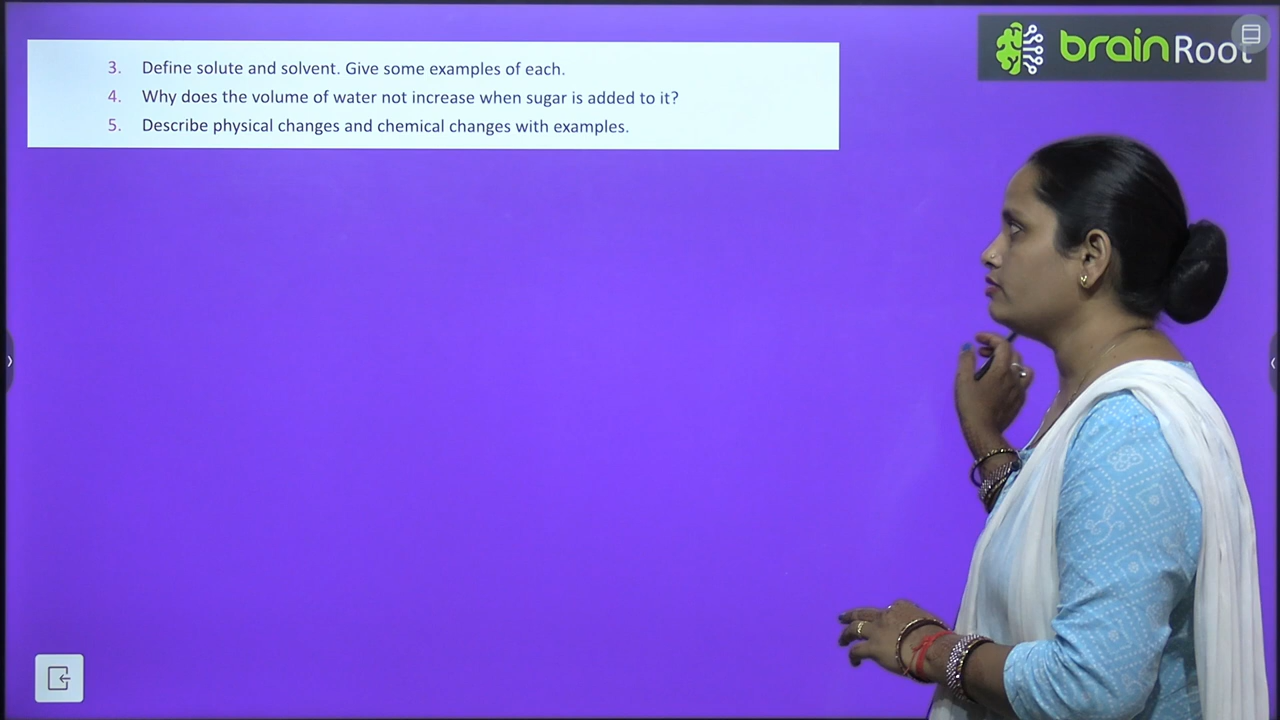 brainRoot
3. Define solute and solvent. Give some examples of each.
4. Why does the volume of water not increase when sugar is added to it?
5. Describe physical changes and chemical changes with examples.